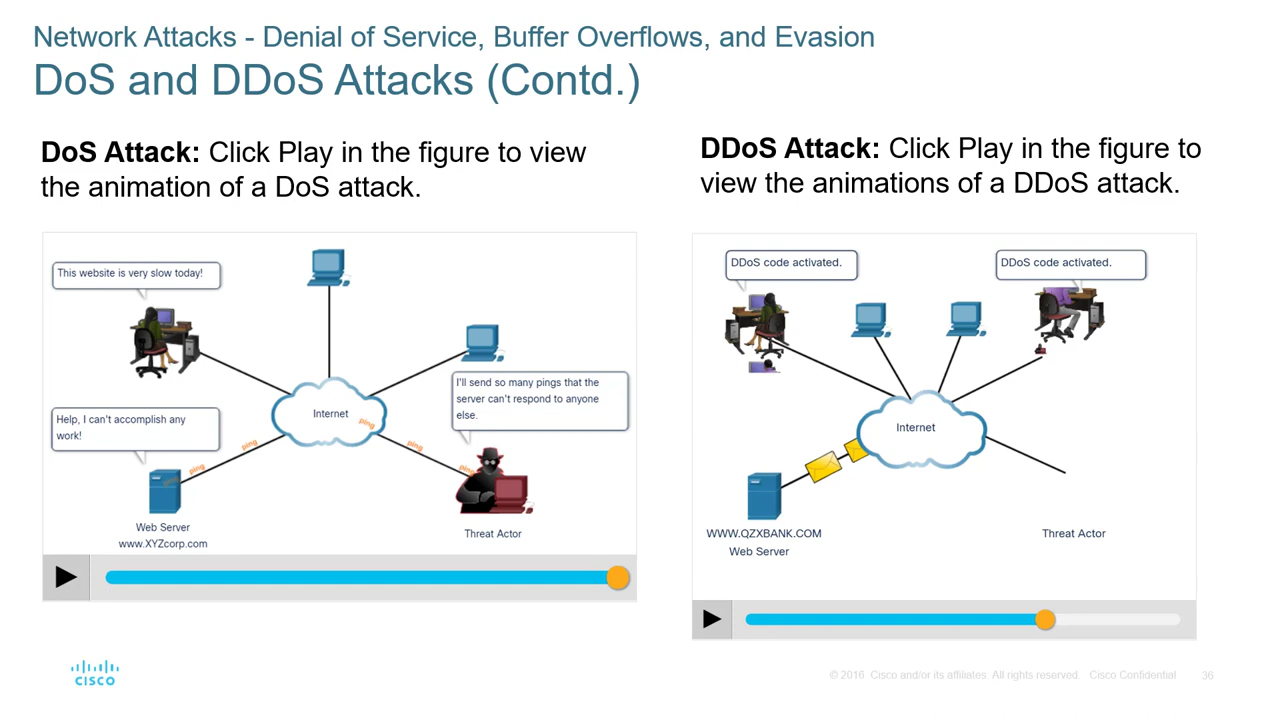 Network Attacks - Denial of Service, Buffer Overflows, and Evasion
DoS and DDoS Attacks (Contd.)
DoS Attack: Click Play in the figure to view
the animation of a DoS attack.
This website is very slow today!
I'll send so many pings that the
server can't respond to anyone
else.
Internet
Help, I can't accomplish any
work!
ping
ping
ping
ping
ping
ping
Web Server
www.XYZcorp.com
Threat Actor
DDoS Attack: Click Play in the figure to
view the animations of a DDoS attack.
DDoS code activated.
DDoS code activated.
Internet
WWW.QZXBANK.COM
Web Server
Threat Actor
CISCO
© 2016 Cisco and/or its affiliates. All rights reserved. Cisco Confidential
36